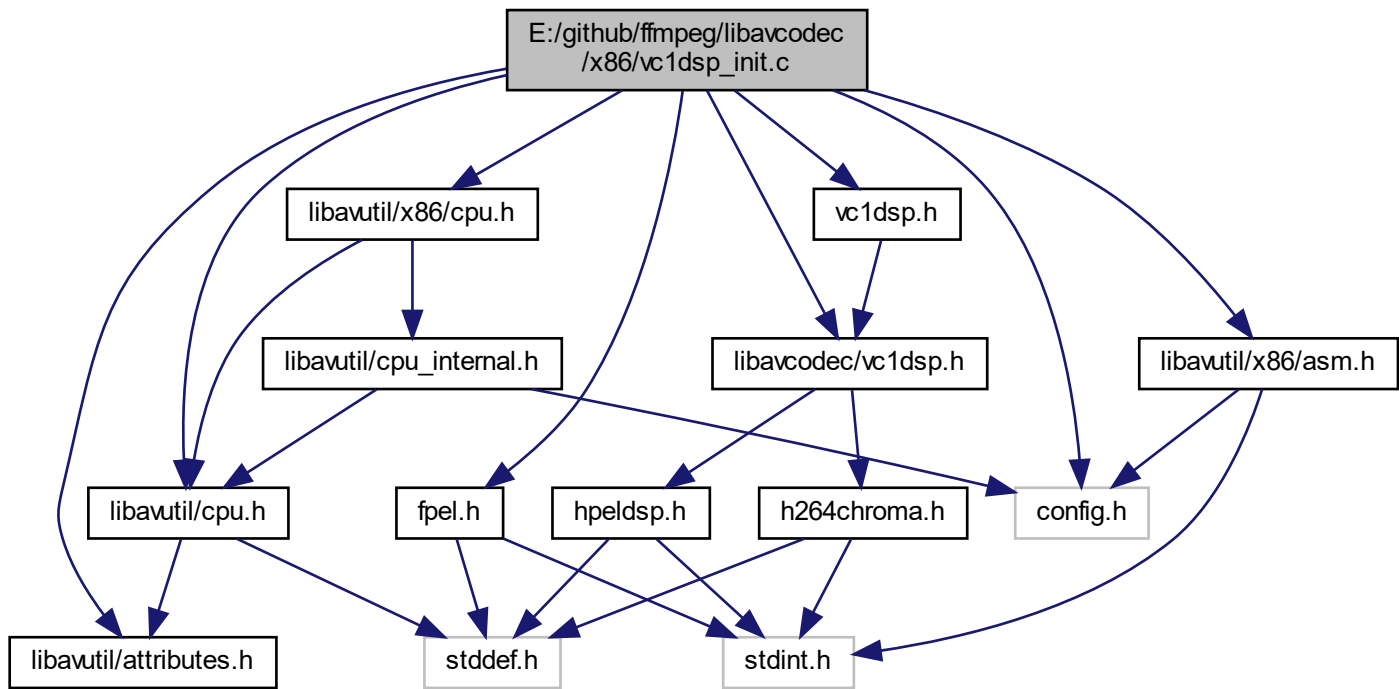 E:/github/ffmpeg/libavcodec
/x86/vc1dsp_init.c
libavutil/x86/cpu.h
vc1dsp.h
libavutil/cpu_internal.h
libavcodec/vc1dsp.h
libavutil/x86/asm.h
libavutil/cpu.h
fpel.h
hpeldsp.h
h264chroma.h
config.h
libavutil/attributes.h
stddef.h
stdint.h